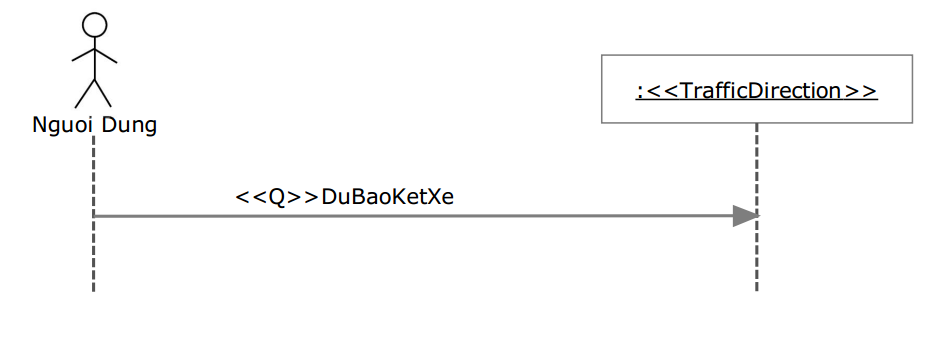 :<<TrafficDirection>>
Nguoi Dung
<<Q>>DuBaoKetXe